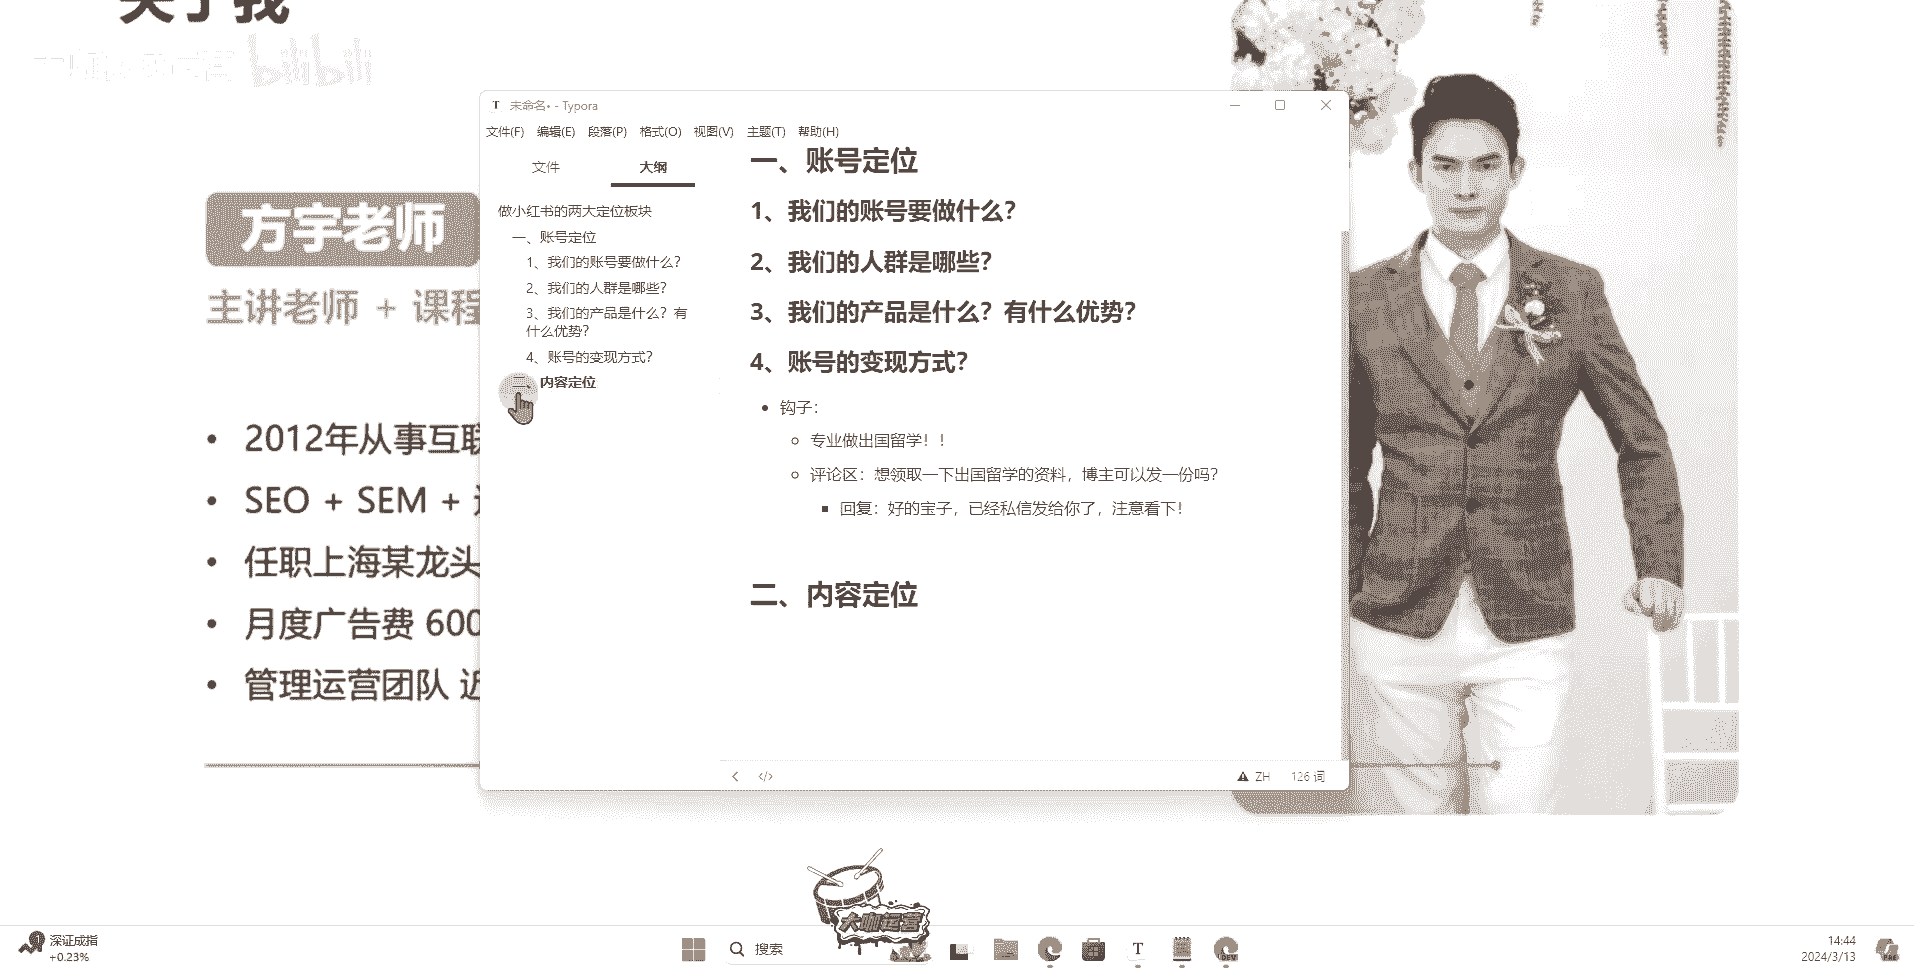 关于我
bilibili
方宇老师
主讲老师 + 课程
2012年从事互联
SEO + SEM +
任职上海某龙头
月度广告费 600
管理运营团队 近
未命名• - Typora
文件(F) 编辑(E) 段落(P) 格式(O) 视图(V) 主题(T) 帮助(H)
文件 大纲
做小红书的两大定位板块
一、账号定位
1、我们的账号要做什么？
2、我们的人群是哪些？
3、我们的产品是什么？有
什么优势？
4、账号的变现方式？
二、内容定位
一、账号定位
1、我们的账号要做什么？
2、我们的人群是哪些？
3、我们的产品是什么？有什么优势？
4、账号的变现方式？
钩子：
专业做出国留学！！
评论区：想领取一下出国留学的资料，博主可以发一份吗？
回复：好的宝子，已经私信发给你了，注意看下！
二、内容定位
ZH 126 词
大咖运营
深证成指
+0.23%
搜索
14:44
2024/3/13